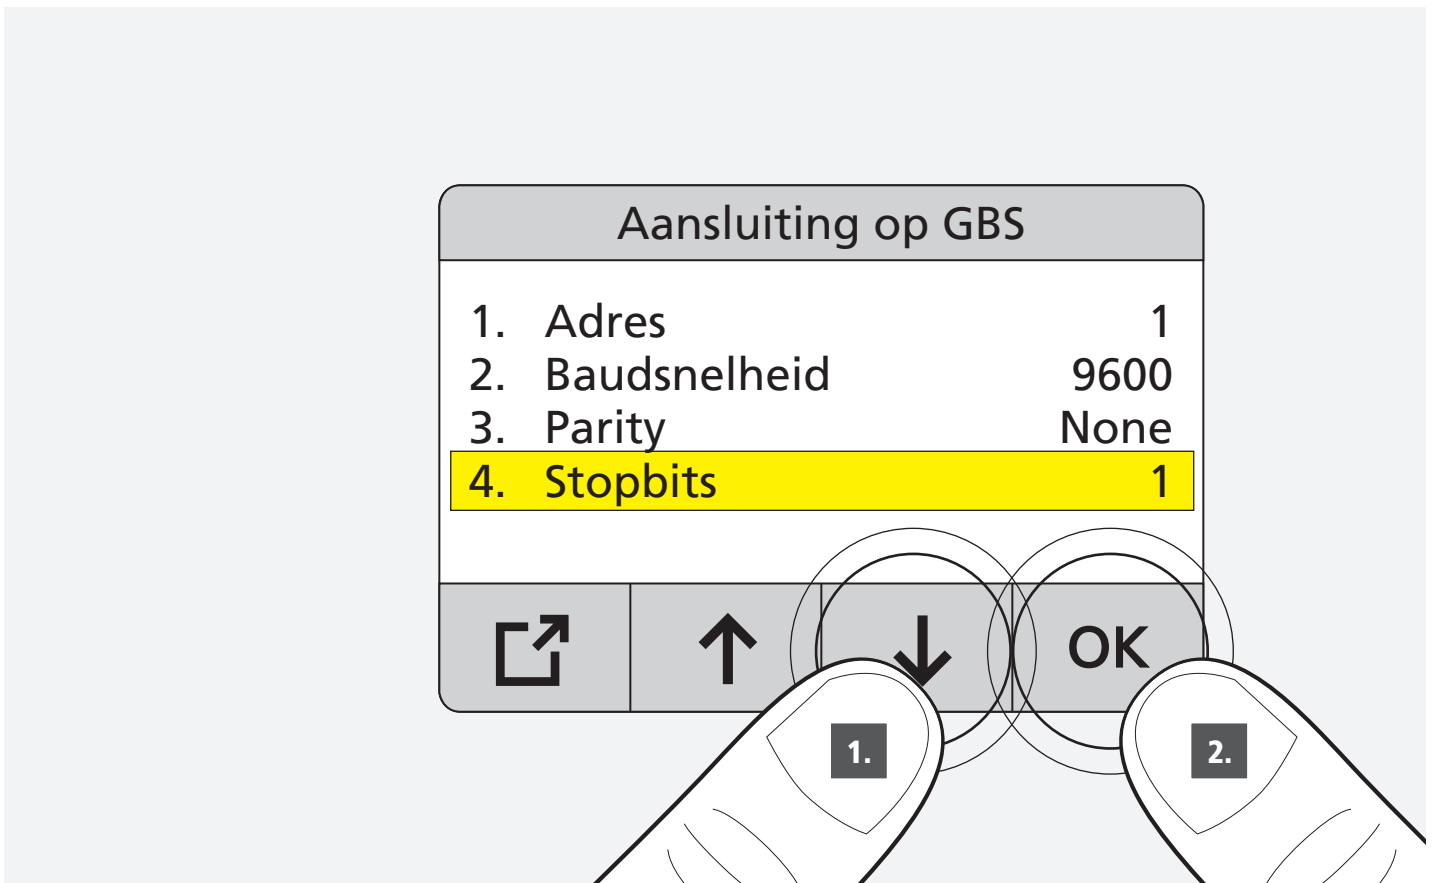 Aansluiting op GBS
1. Adres 1
2. Baudsnelheid 9600
3. Parity None
4. Stopbits 1
OK
1. 2.